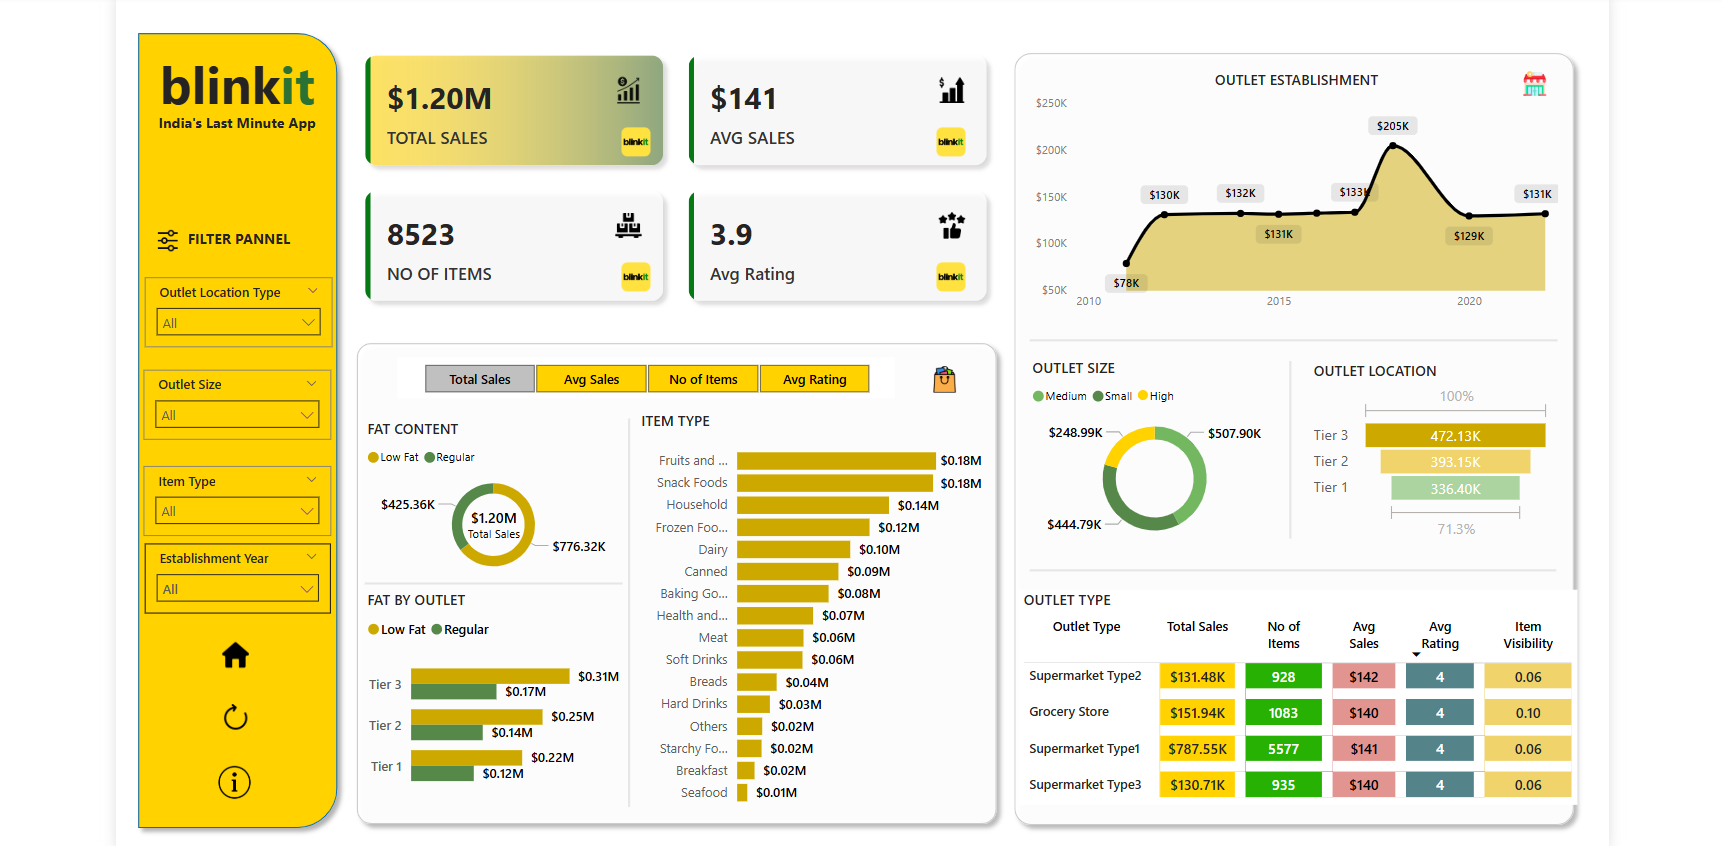 blinkit
India's Last Minute App
FILTER PANNEL
Outlet Location Type
All
Outlet Size
All
Item Type
All
Establishment Year
All
$1.20M
TOTAL SALES
blinkit
$141
AVG SALES
blinkit
8523
NO OF ITEMS
blinkit
3.9
Avg Rating
blinkit
Total Sales
Avg Sales
No of Items
Avg Rating
FAT CONTENT
Low Fat Regular
$425.36K
$1.20M
Total Sales
$776.32K
FAT BY OUTLET
Low Fat Regular
Tier 3 $0.31M
$0.17M
Tier 2 $0.25M
$0.14M
Tier 1 $0.22M
$0.12M
ITEM TYPE
Fruits and ... $0.18M
Snack Foods $0.18M
Household $0.14M
Frozen Foo... $0.12M
Dairy $0.10M
Canned $0.09M
Baking Go... $0.08M
Health and... $0.07M
Meat $0.06M
Soft Drinks $0.06M
Breads $0.04M
Hard Drinks $0.03M
Others $0.02M
Starchy Fo... $0.02M
Breakfast $0.02M
Seafood $0.01M
OUTLET ESTABLISHMENT
$250K
$200K
$150K
$100K
$50K
$78K
$130K
$132K
$131K
$133K
$205K
$129K
$131K
2010 2015 2020
OUTLET SIZE
Medium Small High
$248.99K
$507.90K
$444.79K
OUTLET LOCATION
100%
Tier 3 472.13K
Tier 2 393.15K
Tier 1 336.40K
71.3%
OUTLET TYPE
Outlet Type Total Sales No of Items Avg Sales Avg Rating Item Visibility
Supermarket Type2 $131.48K 928 $142 4 0.06
Grocery Store $151.94K 1083 $140 4 0.10
Supermarket Type1 $787.55K 5577 $141 4 0.06
Supermarket Type3 $130.71K 935 $140 4 0.06